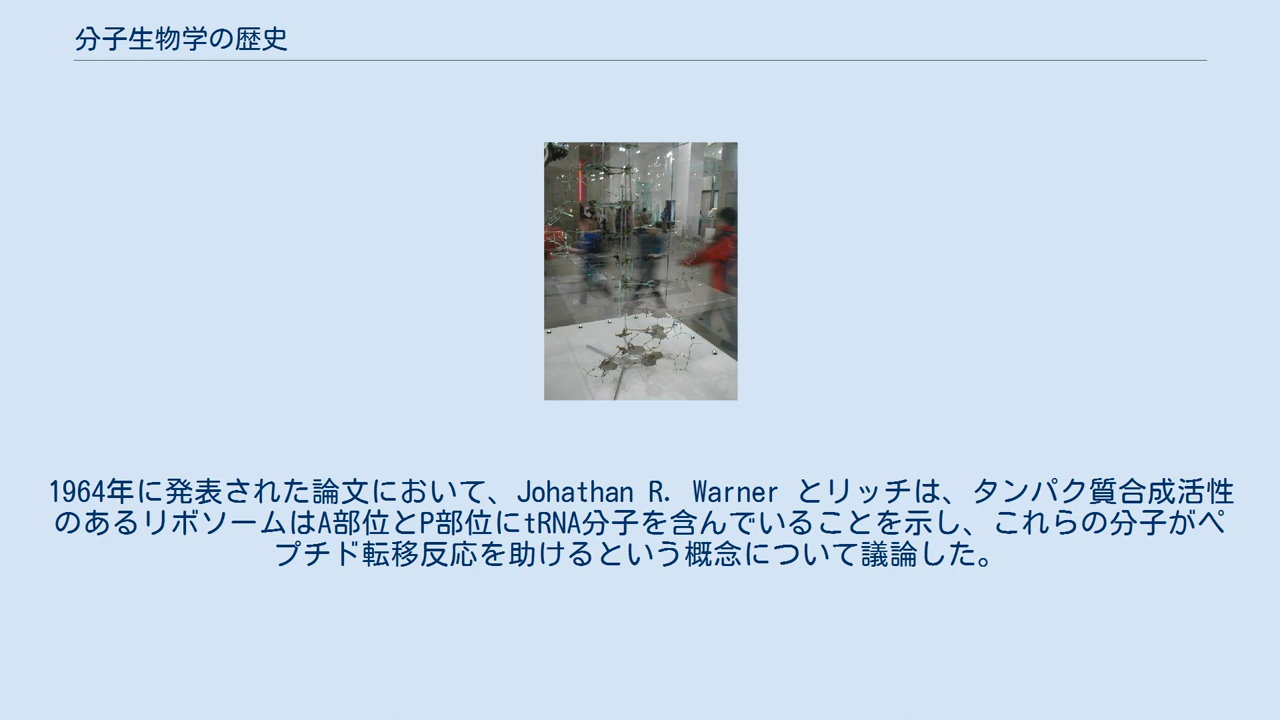 分子生物学の歴史
1964年に発表された論文において、Johathan R. Warner とリッチは、タンパク質合成活性
のあるリボソームはA部位とP部位にtRNA分子を含んでいることを示し、これらの分子がペ
プチド転移反応を助けるという概念について議論した。